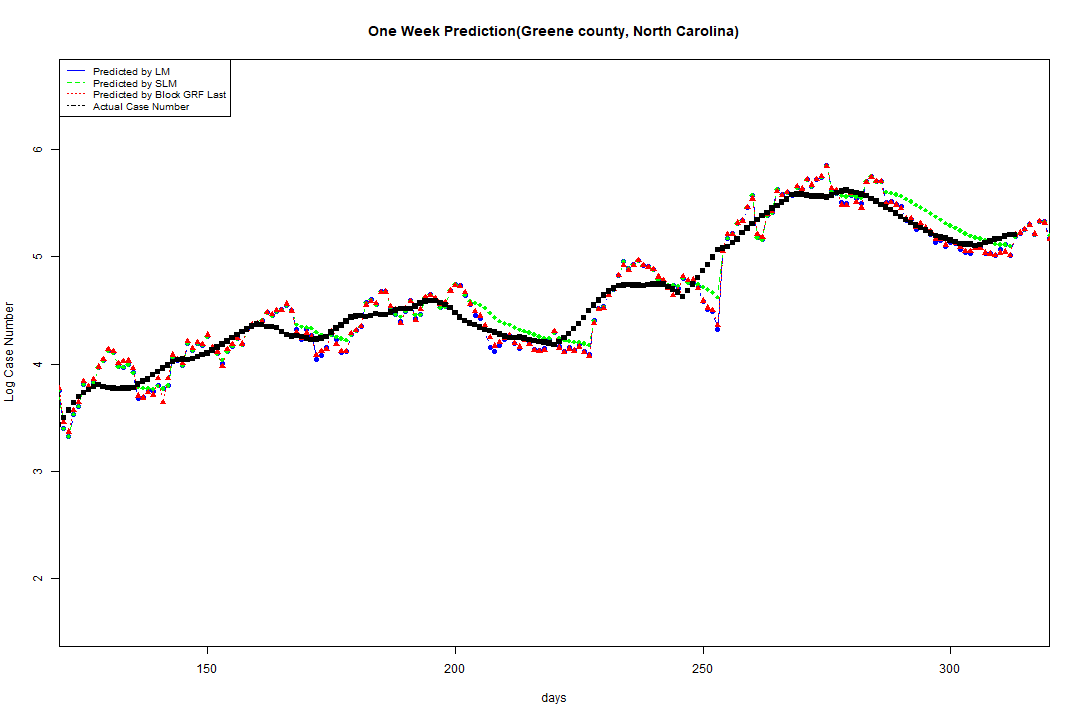 One Week Prediction(Greene county, North Carolina)
Predicted by LM
Predicted by SLM
Predicted by Block GRF Last
Actual Case Number
6
5
4
3
2
Log Case Number
150 200 250 300
days